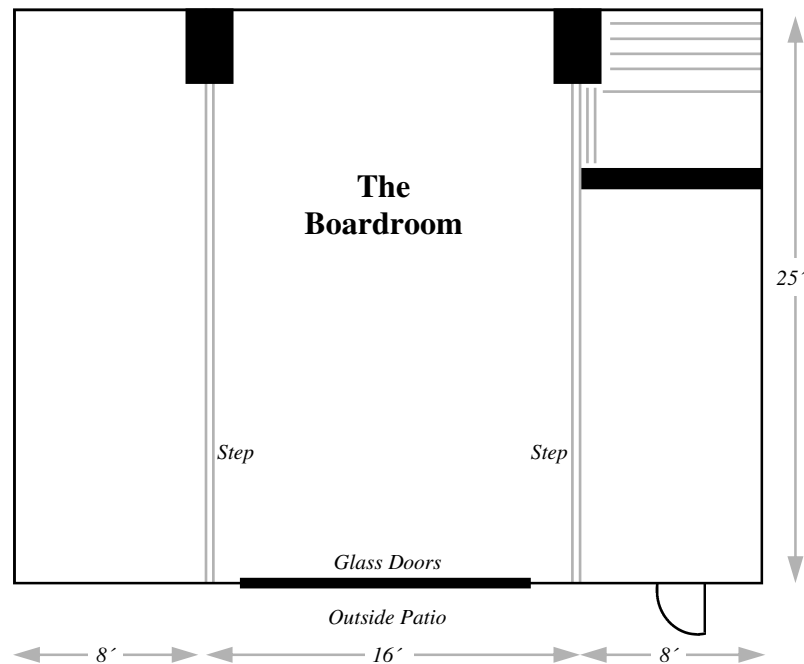 The
Boardroom
25´
Step
Step
Glass Doors
Outside Patio
8´
16´
8´